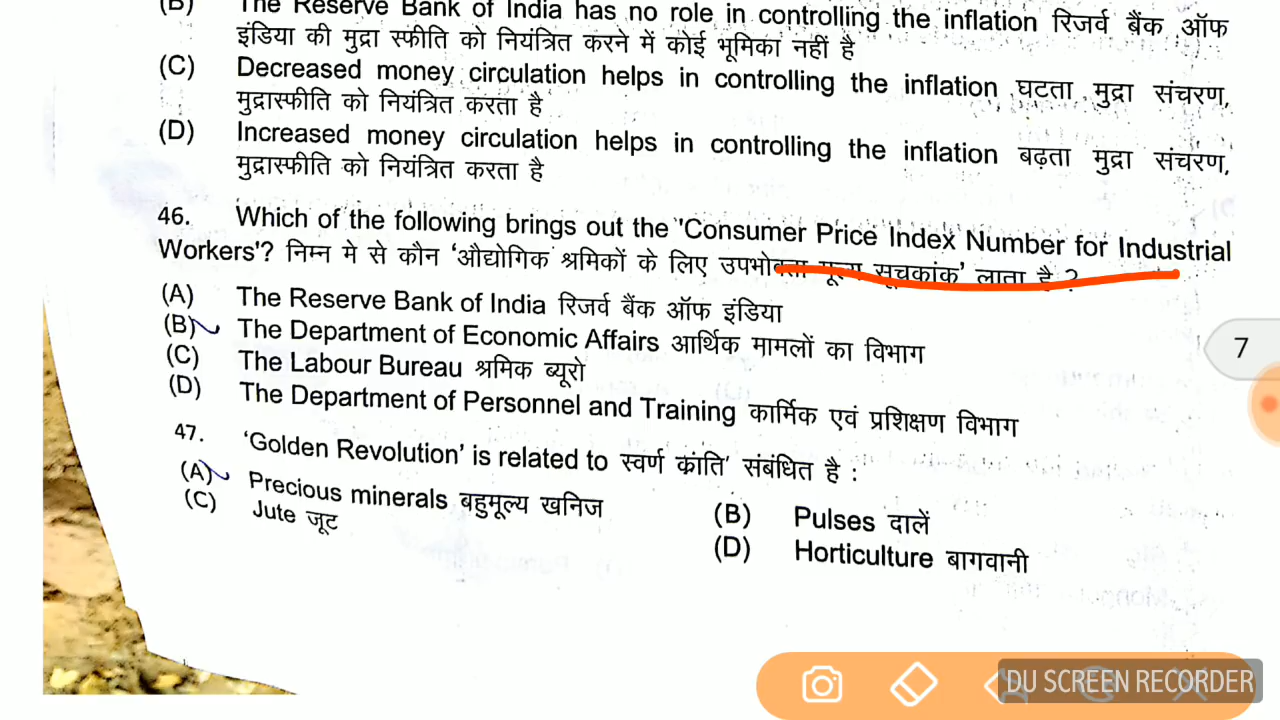 (B) The Reserve Bank of India has no role in controlling the inflation रिजर्व बैंक ऑफ
इंडिया की मुद्रा स्फीति को नियंत्रित करने में कोई भूमिका नहीं है
(C) Decreased money circulation helps in controlling the inflation घटता मुद्रा संचरण,
मुद्रास्फीति को नियंत्रित करता है
(D) Increased money circulation helps in controlling the inflation बढ़ता मुद्रा संचरण,
मुद्रास्फीति को नियंत्रित करता है
46. Which of the following brings out the 'Consumer Price Index Number for Industrial
Workers'? निम्न मे से कौन 'औद्योगिक श्रमिकों के लिए उपभोक्ता मूल्य सूचकांक' लाता है ?
(A) The Reserve Bank of India रिजर्व बैंक ऑफ इंडिया
(B) The Department of Economic Affairs आर्थिक मामलों का विभाग
(C) The Labour Bureau श्रमिक ब्यूरो
(D) The Department of Personnel and Training कार्मिक एवं प्रशिक्षण विभाग
47. 'Golden Revolution' is related to स्वर्ण क्रांति' संबंधित है :
(A) Precious minerals बहुमूल्य खनिज
(B) Pulses दालें
(C) Jute जूट
(D) Horticulture बागवानी
7
DU SCREEN RECORDER